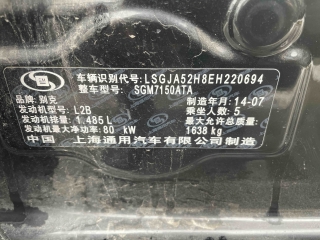 车辆识别代号: LSGJA52H8EH220694
整车型号: SGM7150ATA
品牌: 别克 制造年月: 14-07
发动机型号: L2B 乘坐人数: 5
发动机排量: 1.485 L 最大允许总质量:
发动机最大净功率: 80 kW 1638 kg
中国 上海通用汽车有限公司制造